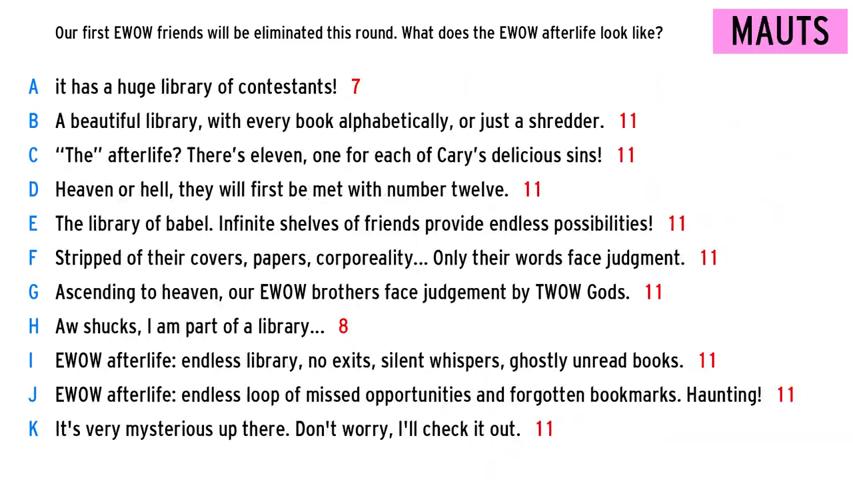 Our first EWOW friends will be eliminated this round. What does the EWOW afterlife look like?
MAUTS
A it has a huge library of contestants! 7
B A beautiful library, with every book alphabetically, or just a shredder. 11
C “The” afterlife? There’s eleven, one for each of Cary’s delicious sins! 11
D Heaven or hell, they will first be met with number twelve. 11
E The library of babel. Infinite shelves of friends provide endless possibilities! 11
F Stripped of their covers, papers, corporeality... Only their words face judgment. 11
G Ascending to heaven, our EWOW brothers face judgement by TWOW Gods. 11
H Aw shucks, I am part of a library... 8
I EWOW afterlife: endless library, no exits, silent whispers, ghostly unread books. 11
J EWOW afterlife: endless loop of missed opportunities and forgotten bookmarks. Haunting! 11
K It's very mysterious up there. Don't worry, I'll check it out. 11